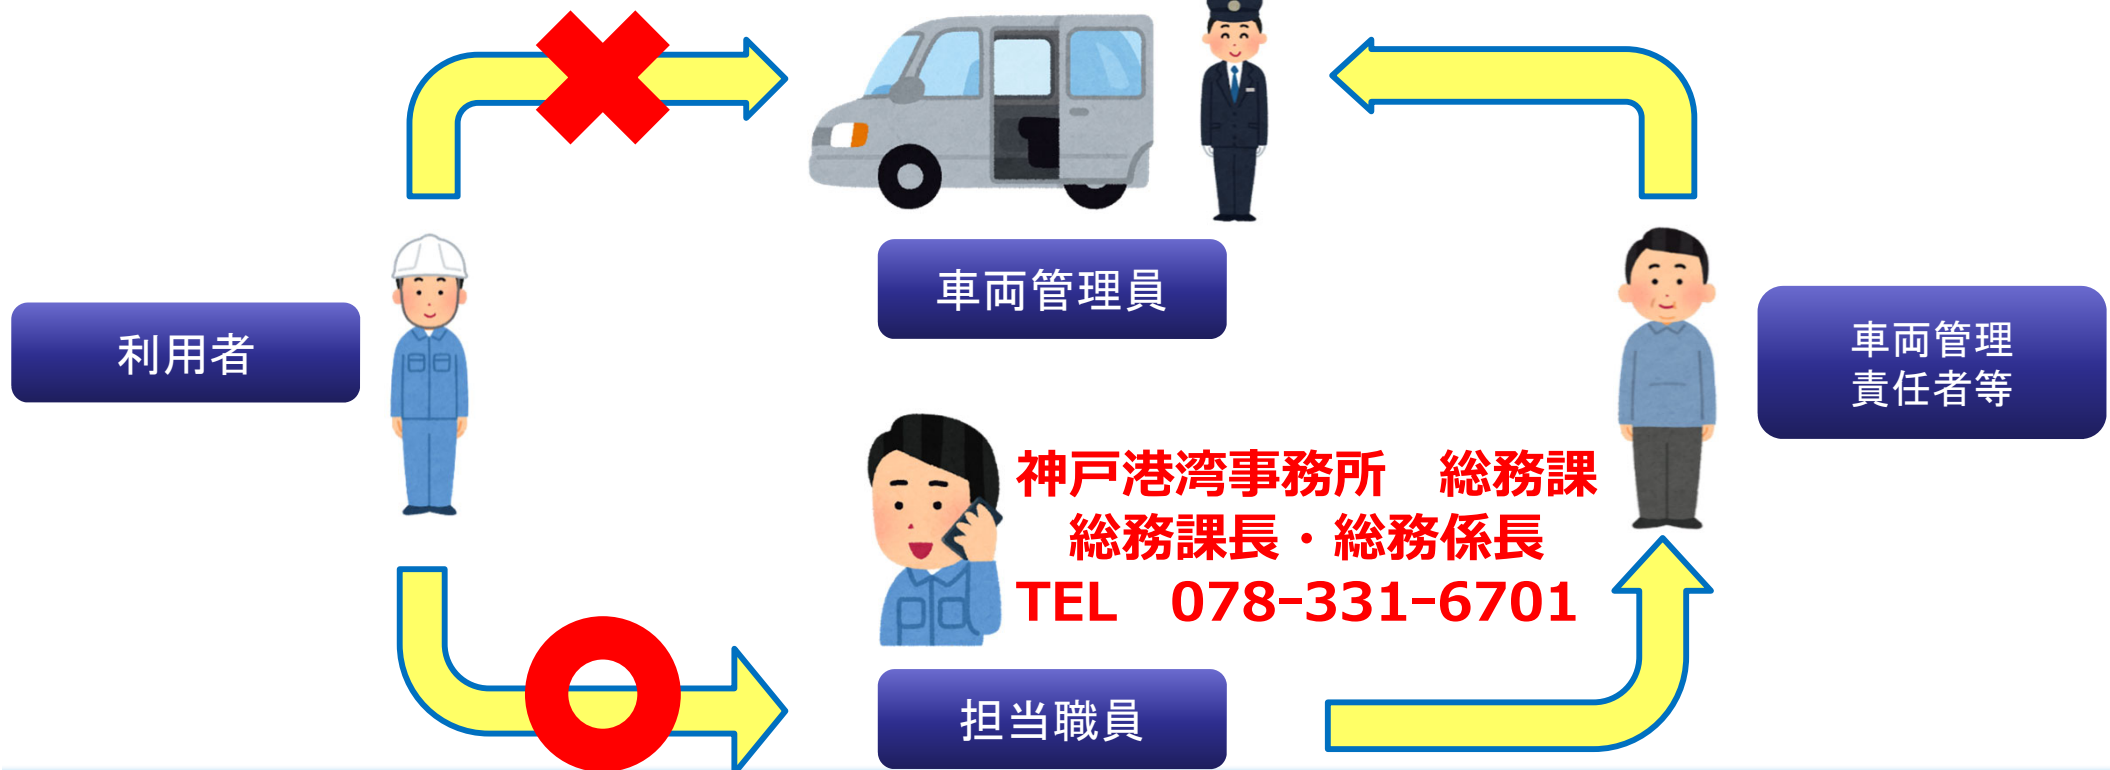 車両管理員
利用者
車両管理
責任者等
神戸港湾事務所　総務課
総務課長・総務係長
TEL　078-331-6701
担当職員